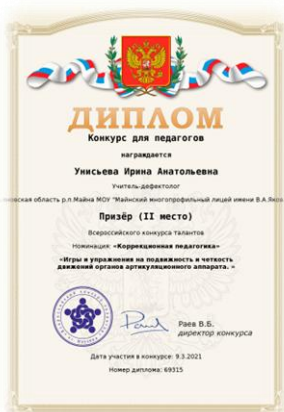 ДИПЛОМ
Конкурс для педагогов
награждается
Унисьева Ирина Анатольевна
Учитель-дефектолог
область р.п.Майна МОУ "Майнский многопрофильный лицей имени В.А.
Призёр (II место)
Всероссийского конкурса талантов
Номинация: «Коррекционная педагогика»
«Игры и упражнения на подвижность и четкость
движений органов артикуляционного аппарата. »
Раев В.Б.
директор конкурса
Дата участия в конкурсе: 9.3.2021
Номер диплома: 69315